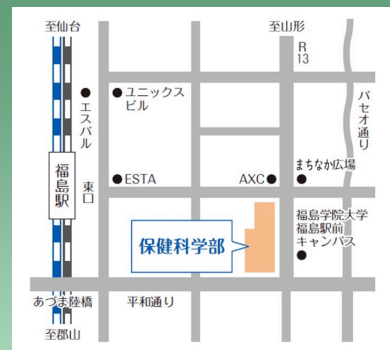 至仙台
至山形
R
13
パセオ通り
エスパル
ユニックス
ビル
福島駅
東口
ESTA
AXC
まちなか広場
保健科学部
福島学院大学
福島駅前
キャンパス
あづま陸橋
平和通り
至郡山